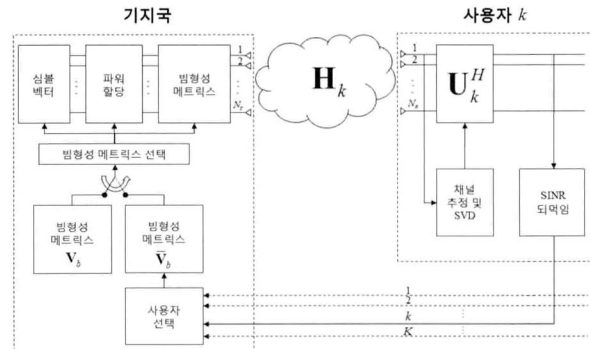 기지국
사용자 k
심볼
벡터
파워
할당
빔형성
메트릭스
1
2
N_T
H_k
1
2
N_R
U_k^H
빔형성 메트릭스 선택
채널
추정 및
SVD
SINR
되먹임
빔형성
메트릭스
V_b
빔형성
메트릭스
V̅_b
사용자
선택
1
2
k
K